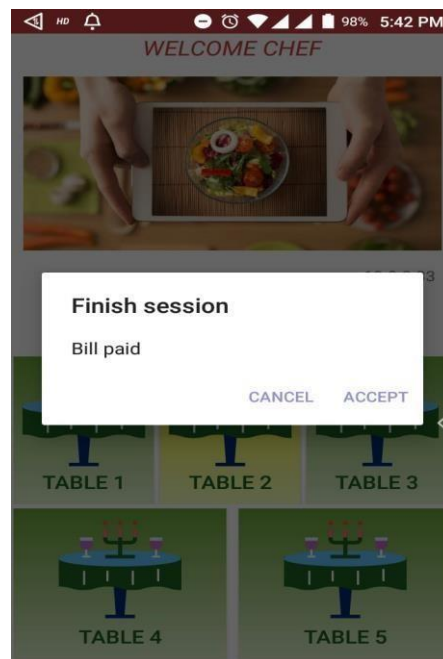 HD 98% 5:42 PM
WELCOME CHEF
Finish session
Bill paid
CANCEL ACCEPT
TABLE 1 TABLE 2 TABLE 3
TABLE 4 TABLE 5